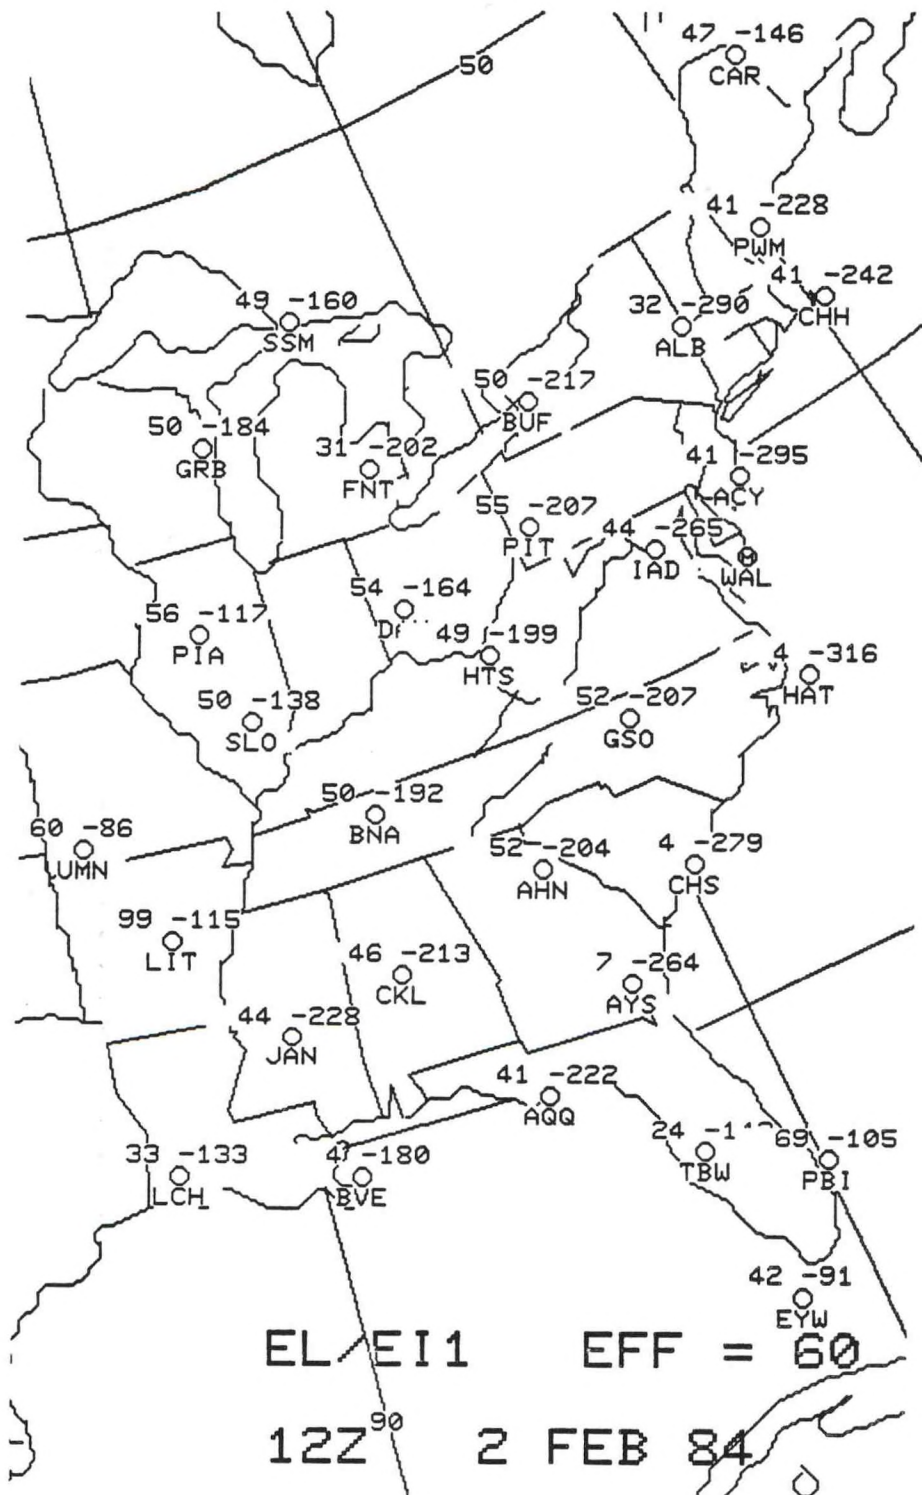 47 -146
CAR
50
41 -228
PWM
41 -242
CHH
49 -160
SSM
32 -290
ALB
50 -217
BUF
50 -184
GRB
31 -202
FNT
41 -295
ACY
55 -207
PIT
44 -265
IAD
M
WAL
54 -164
56 -117
PIA
49 -199
HTS
4 -316
HAT
50 -138
SLO
52 -207
GSO
50 -192
BNA
60 -86
UMN
52 -204
AHN
4 -279
CHS
99 -115
LIT
46 -213
CKL
7 -264
AYS
44 -228
JAN
41 -222
AQQ
33 -133
LCH
-180
BVE
24
TBW
69 -105
PBI
42 -91
EYW
EL/EI1 EFF = 60
90
12Z 2 FEB 84